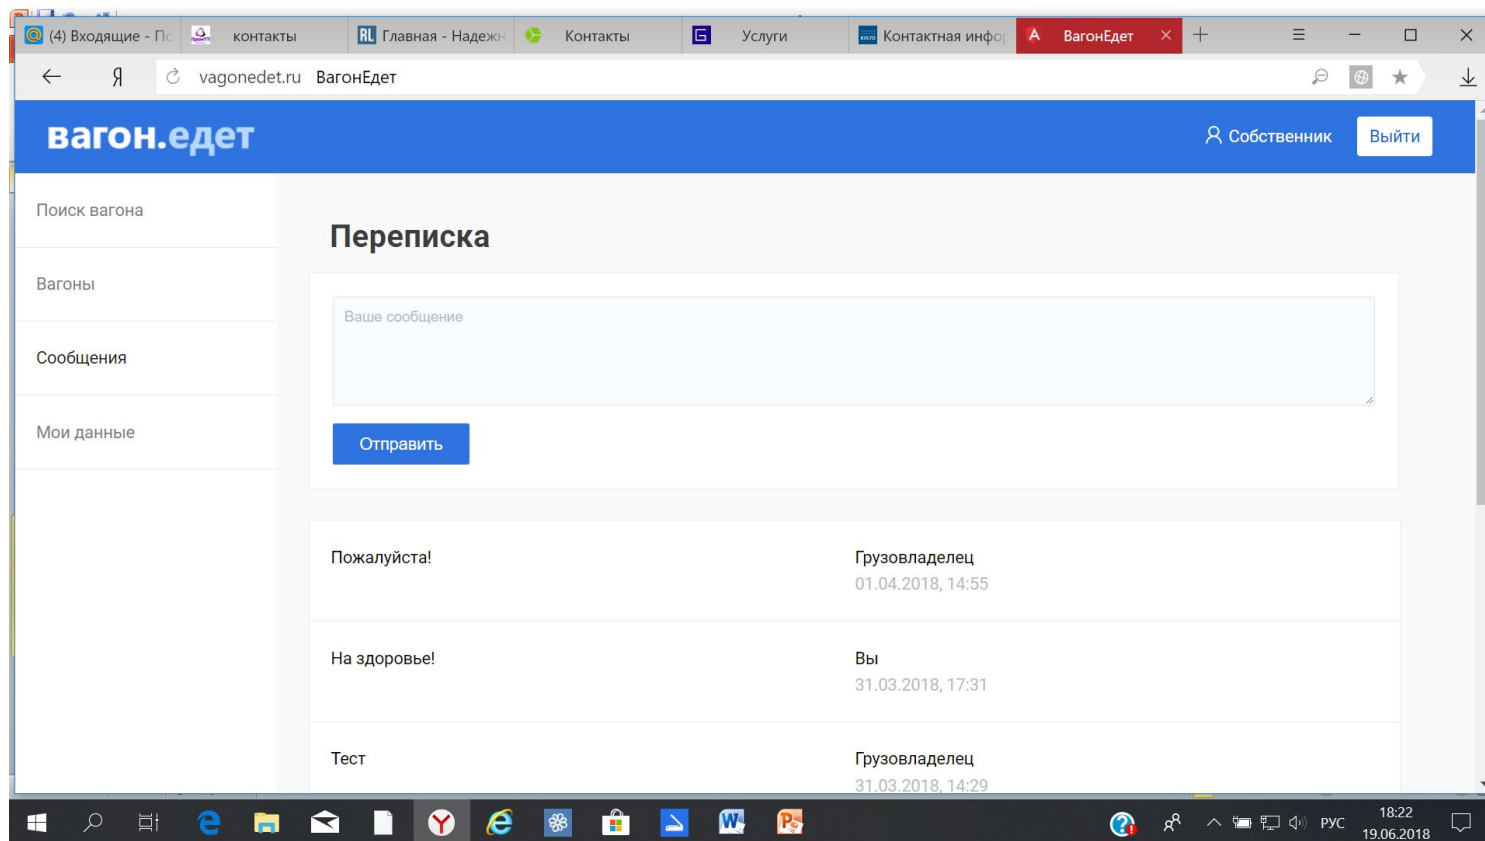 (4) Входящие - По
контакты
RL Главная - Надежн
Контакты
G Услуги
Контактная инфо
ВагонЕдет
Я vagonedet.ru ВагонЕдет
вагон.едет
Собственник
Выйти
Поиск вагона
Вагоны
Сообщения
Мои данные
Переписка
Ваше сообщение
Отправить
Пожалуйста!
Грузовладелец
01.04.2018, 14:55
На здоровье!
Вы
31.03.2018, 17:31
Тест
Грузовладелец
31.03.2018, 14:29
РУС
18:22
19.06.2018